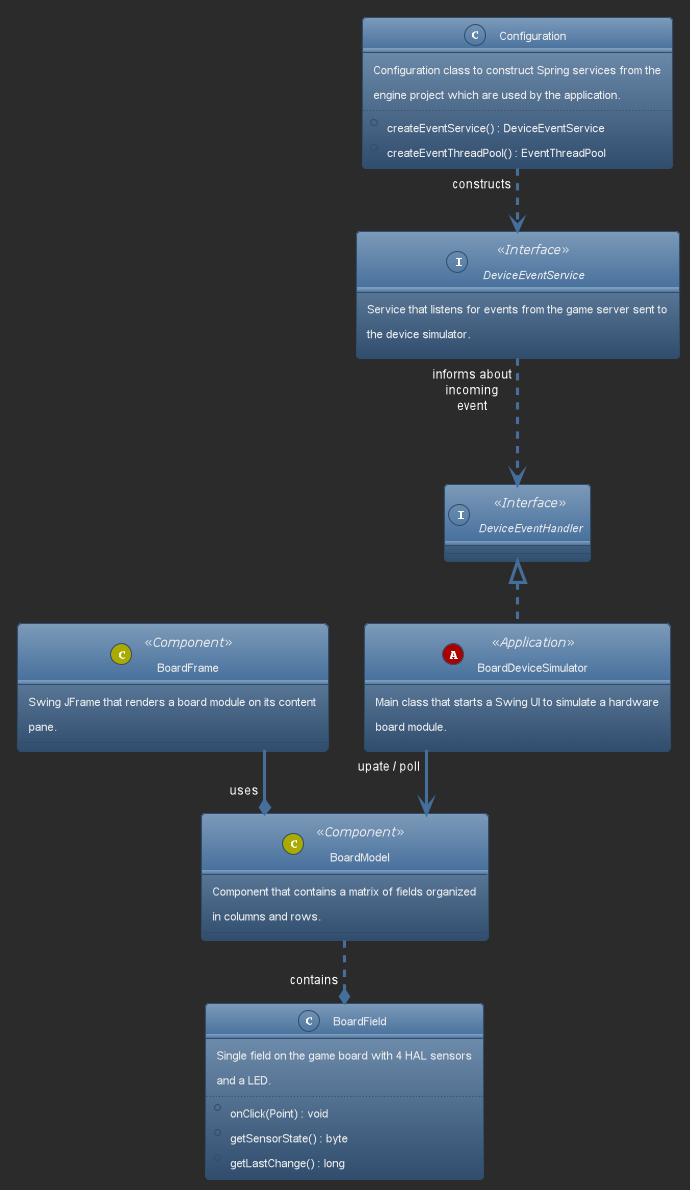 C Configuration
Configuration class to construct Spring services from the
engine project which are used by the application.
createEventService() : DeviceEventService
createEventThreadPool() : EventThreadPool
constructs
«Interface»
I
DeviceEventService
Service that listens for events from the game server sent to
the device simulator.
informs about
incoming
event
«Interface»
I
DeviceEventHandler
«Component»
C
BoardFrame
Swing JFrame that renders a board module on its content
pane.
«Application»
A
BoardDeviceSimulator
Main class that starts a Swing UI to simulate a hardware
board module.
uses
upate / poll
«Component»
C
BoardModel
Component that contains a matrix of fields organized
in columns and rows.
contains
C BoardField
Single field on the game board with 4 HAL sensors
and a LED.
onClick(Point) : void
getSensorState() : byte
getLastChange() : long